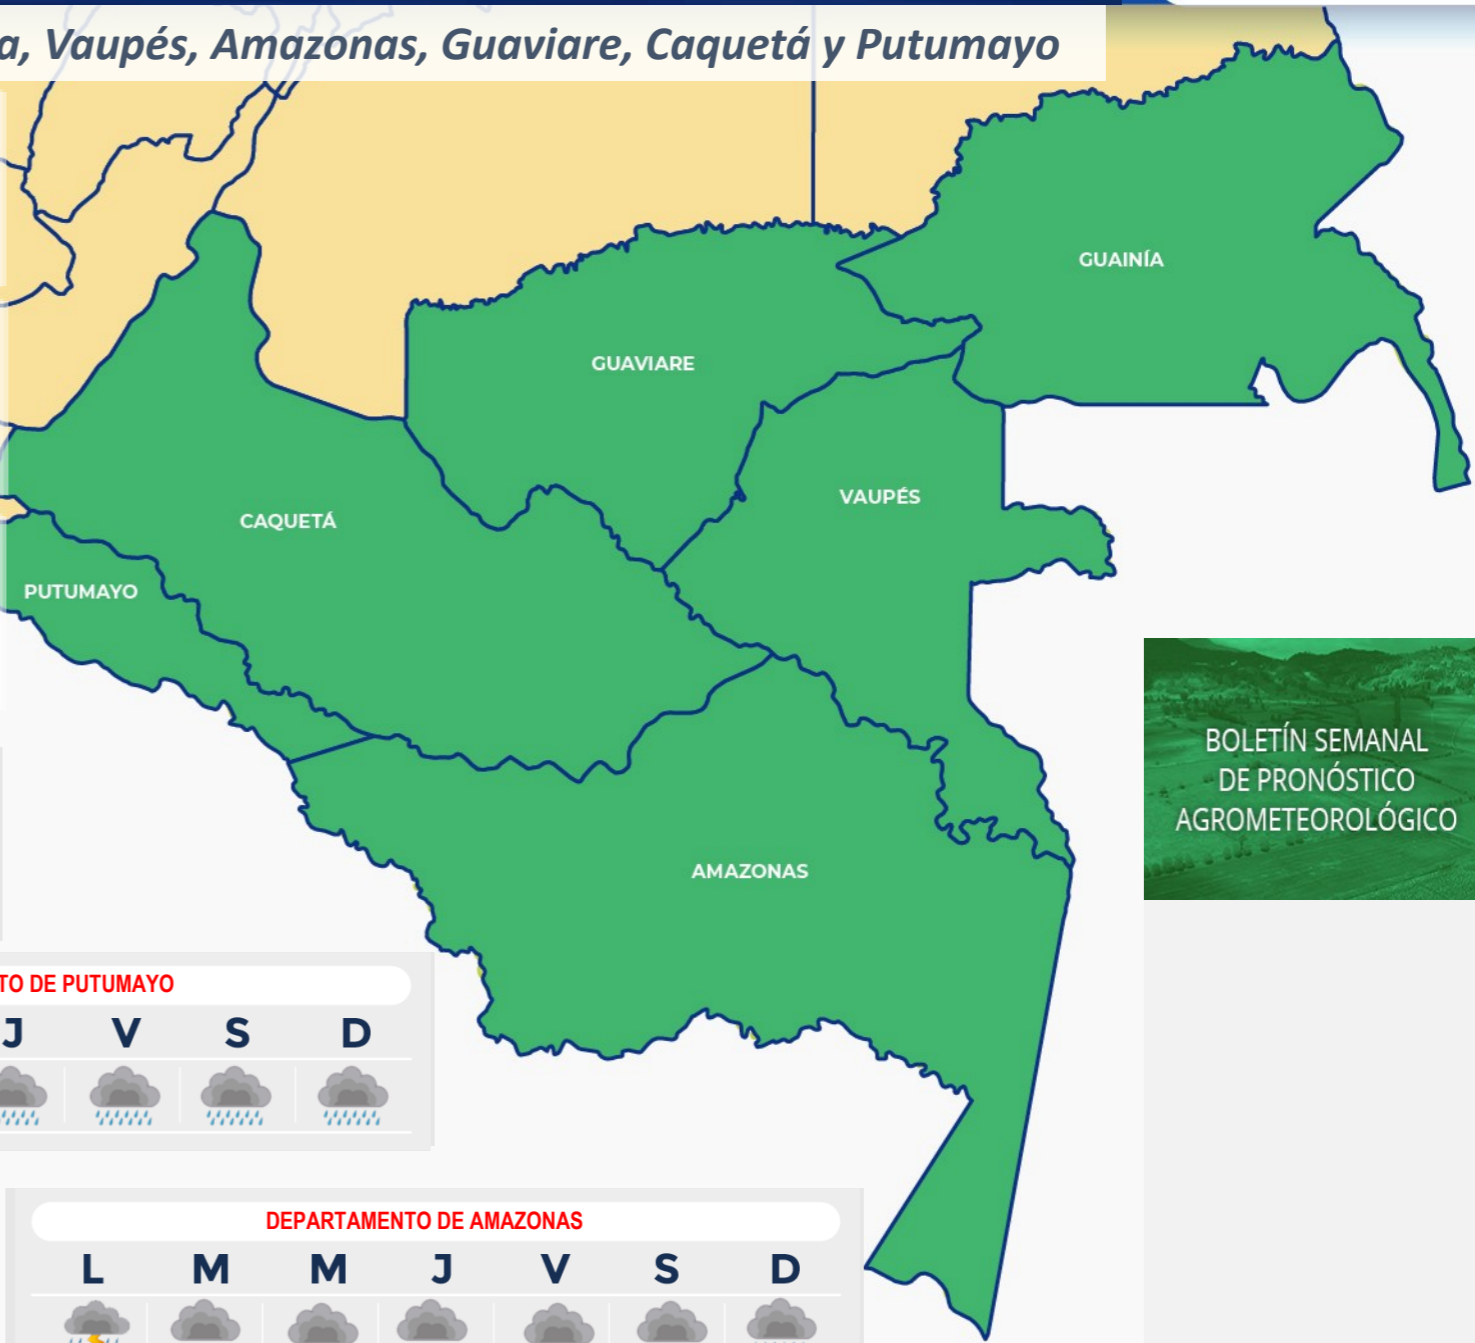 a, Vaupés, Amazonas, Guaviare, Caquetá y Putumayo
GUAINÍA
GUAVIARE
VAUPÉS
CAQUETÁ
PUTUMAYO
BOLETÍN SEMANAL
DE PRONÓSTICO
AGROMETEOROLÓGICO
AMAZONAS
TO DE PUTUMAYO
J V S D
DEPARTAMENTO DE AMAZONAS
L M M J V S D